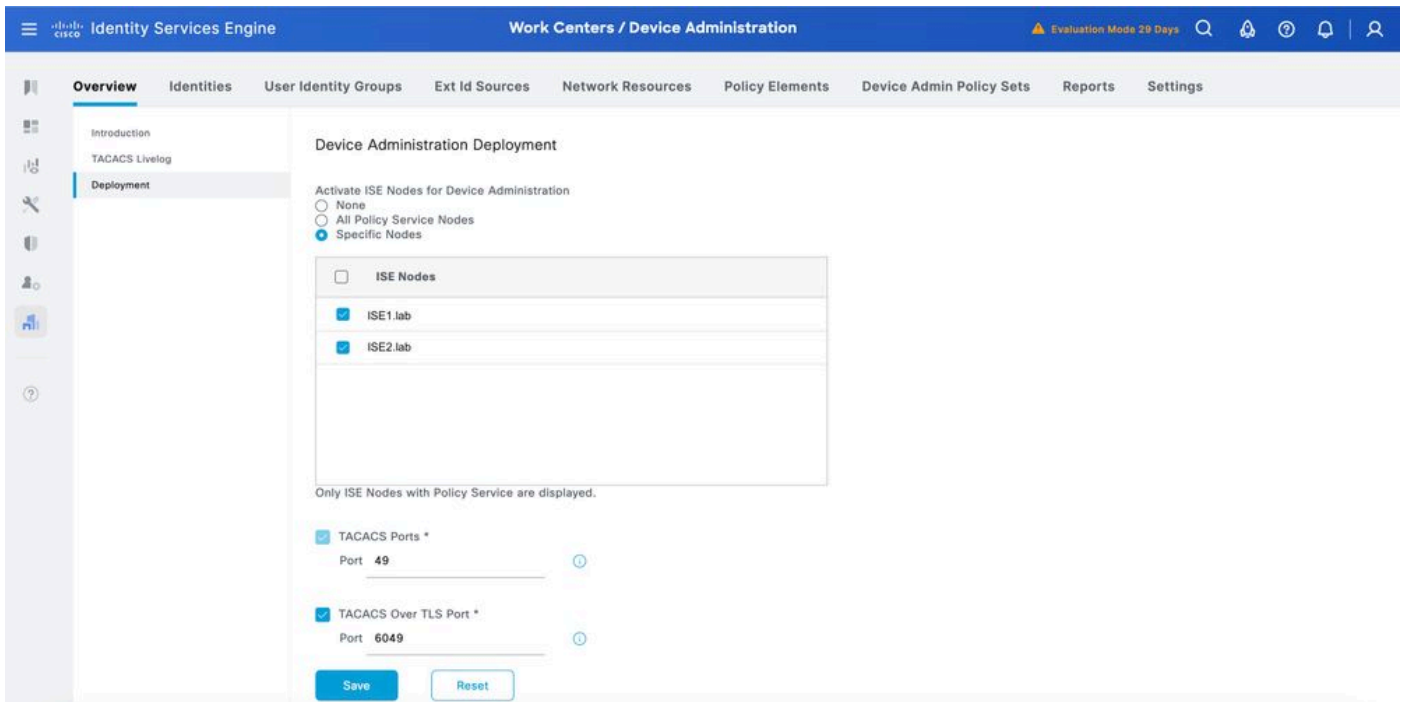 cisco Identity Services Engine
Work Centers / Device Administration
Evaluation Mode 29 Days
Overview Identities User Identity Groups Ext Id Sources Network Resources Policy Elements Device Admin Policy Sets Reports Settings
Introduction
TACACS Livelog
Deployment
Device Administration Deployment
Activate ISE Nodes for Device Administration
None
All Policy Service Nodes
Specific Nodes
ISE Nodes
ISE1.lab
ISE2.lab
Only ISE Nodes with Policy Service are displayed.
TACACS Ports *
Port 49
TACACS Over TLS Port *
Port 6049
Save Reset